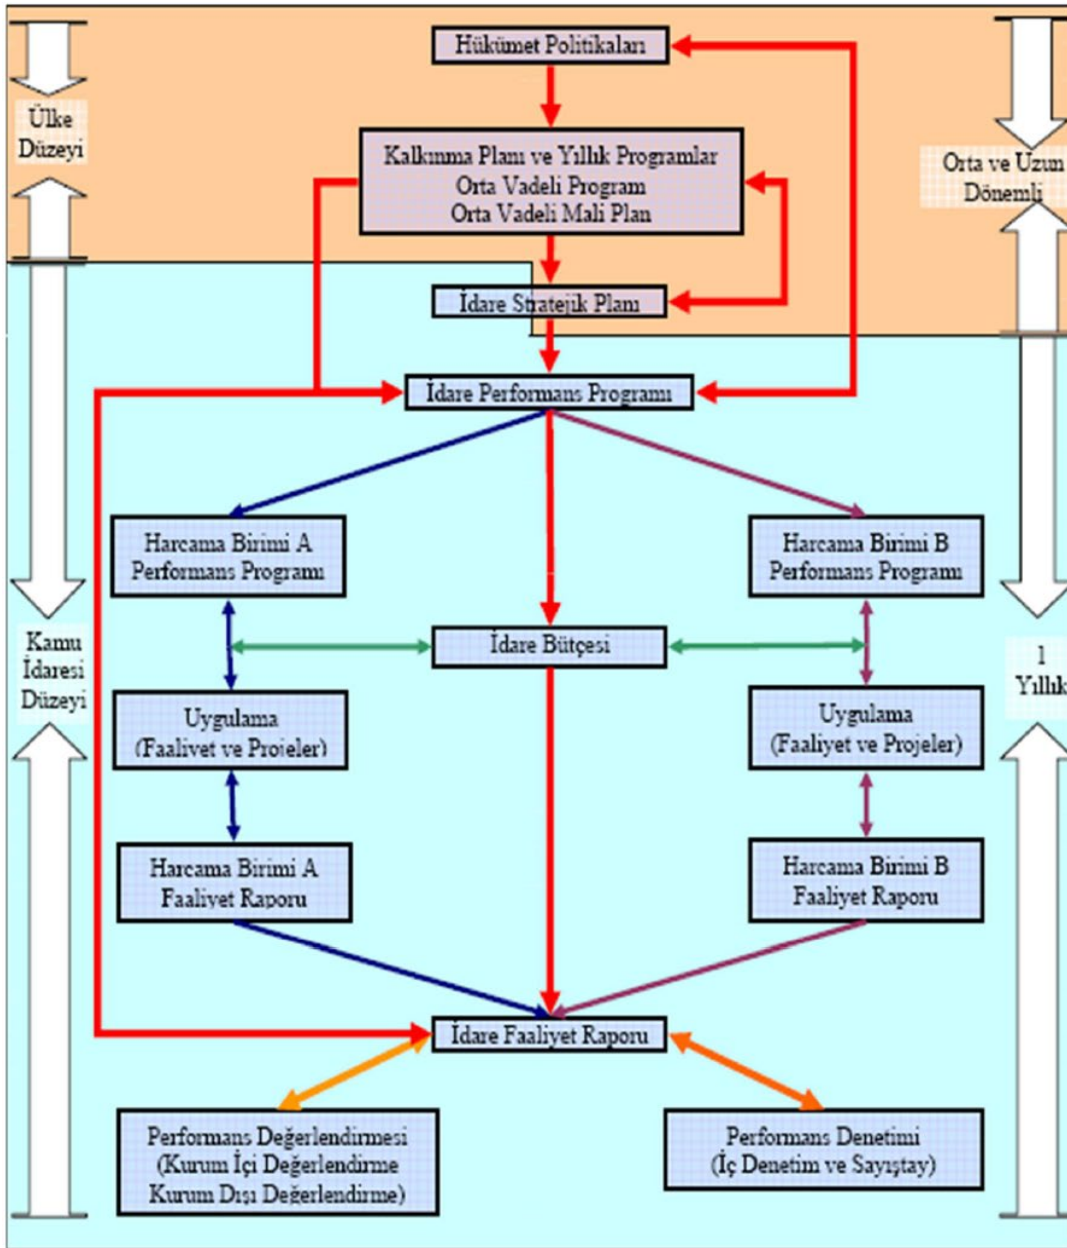 Hükümet Politikaları
Ülke
Düzeyi
Kalkınma Planı ve Yıllık Programlar
Orta Vadeli Program
Orta Vadeli Mali Plan
Orta ve Uzun
Dönemli
İdare Stratejik Planı
İdare Performans Programı
Harcama Birimi A
Performans Programı
Harcama Birimi B
Performans Programı
Kamu
İdaresi
Düzeyi
İdare Bütçesi
1
Yıllık
Uygulama
(Faaliyet ve Projeler)
Uygulama
(Faaliyet ve Projeler)
Harcama Birimi A
Faaliyet Raporu
Harcama Birimi B
Faaliyet Raporu
İdare Faaliyet Raporu
Performans Değerlendirmesi
(Kurum İçi Değerlendirme
Kurum Dışı Değerlendirme)
Performans Denetimi
(İç Denetim ve Sayıştay)